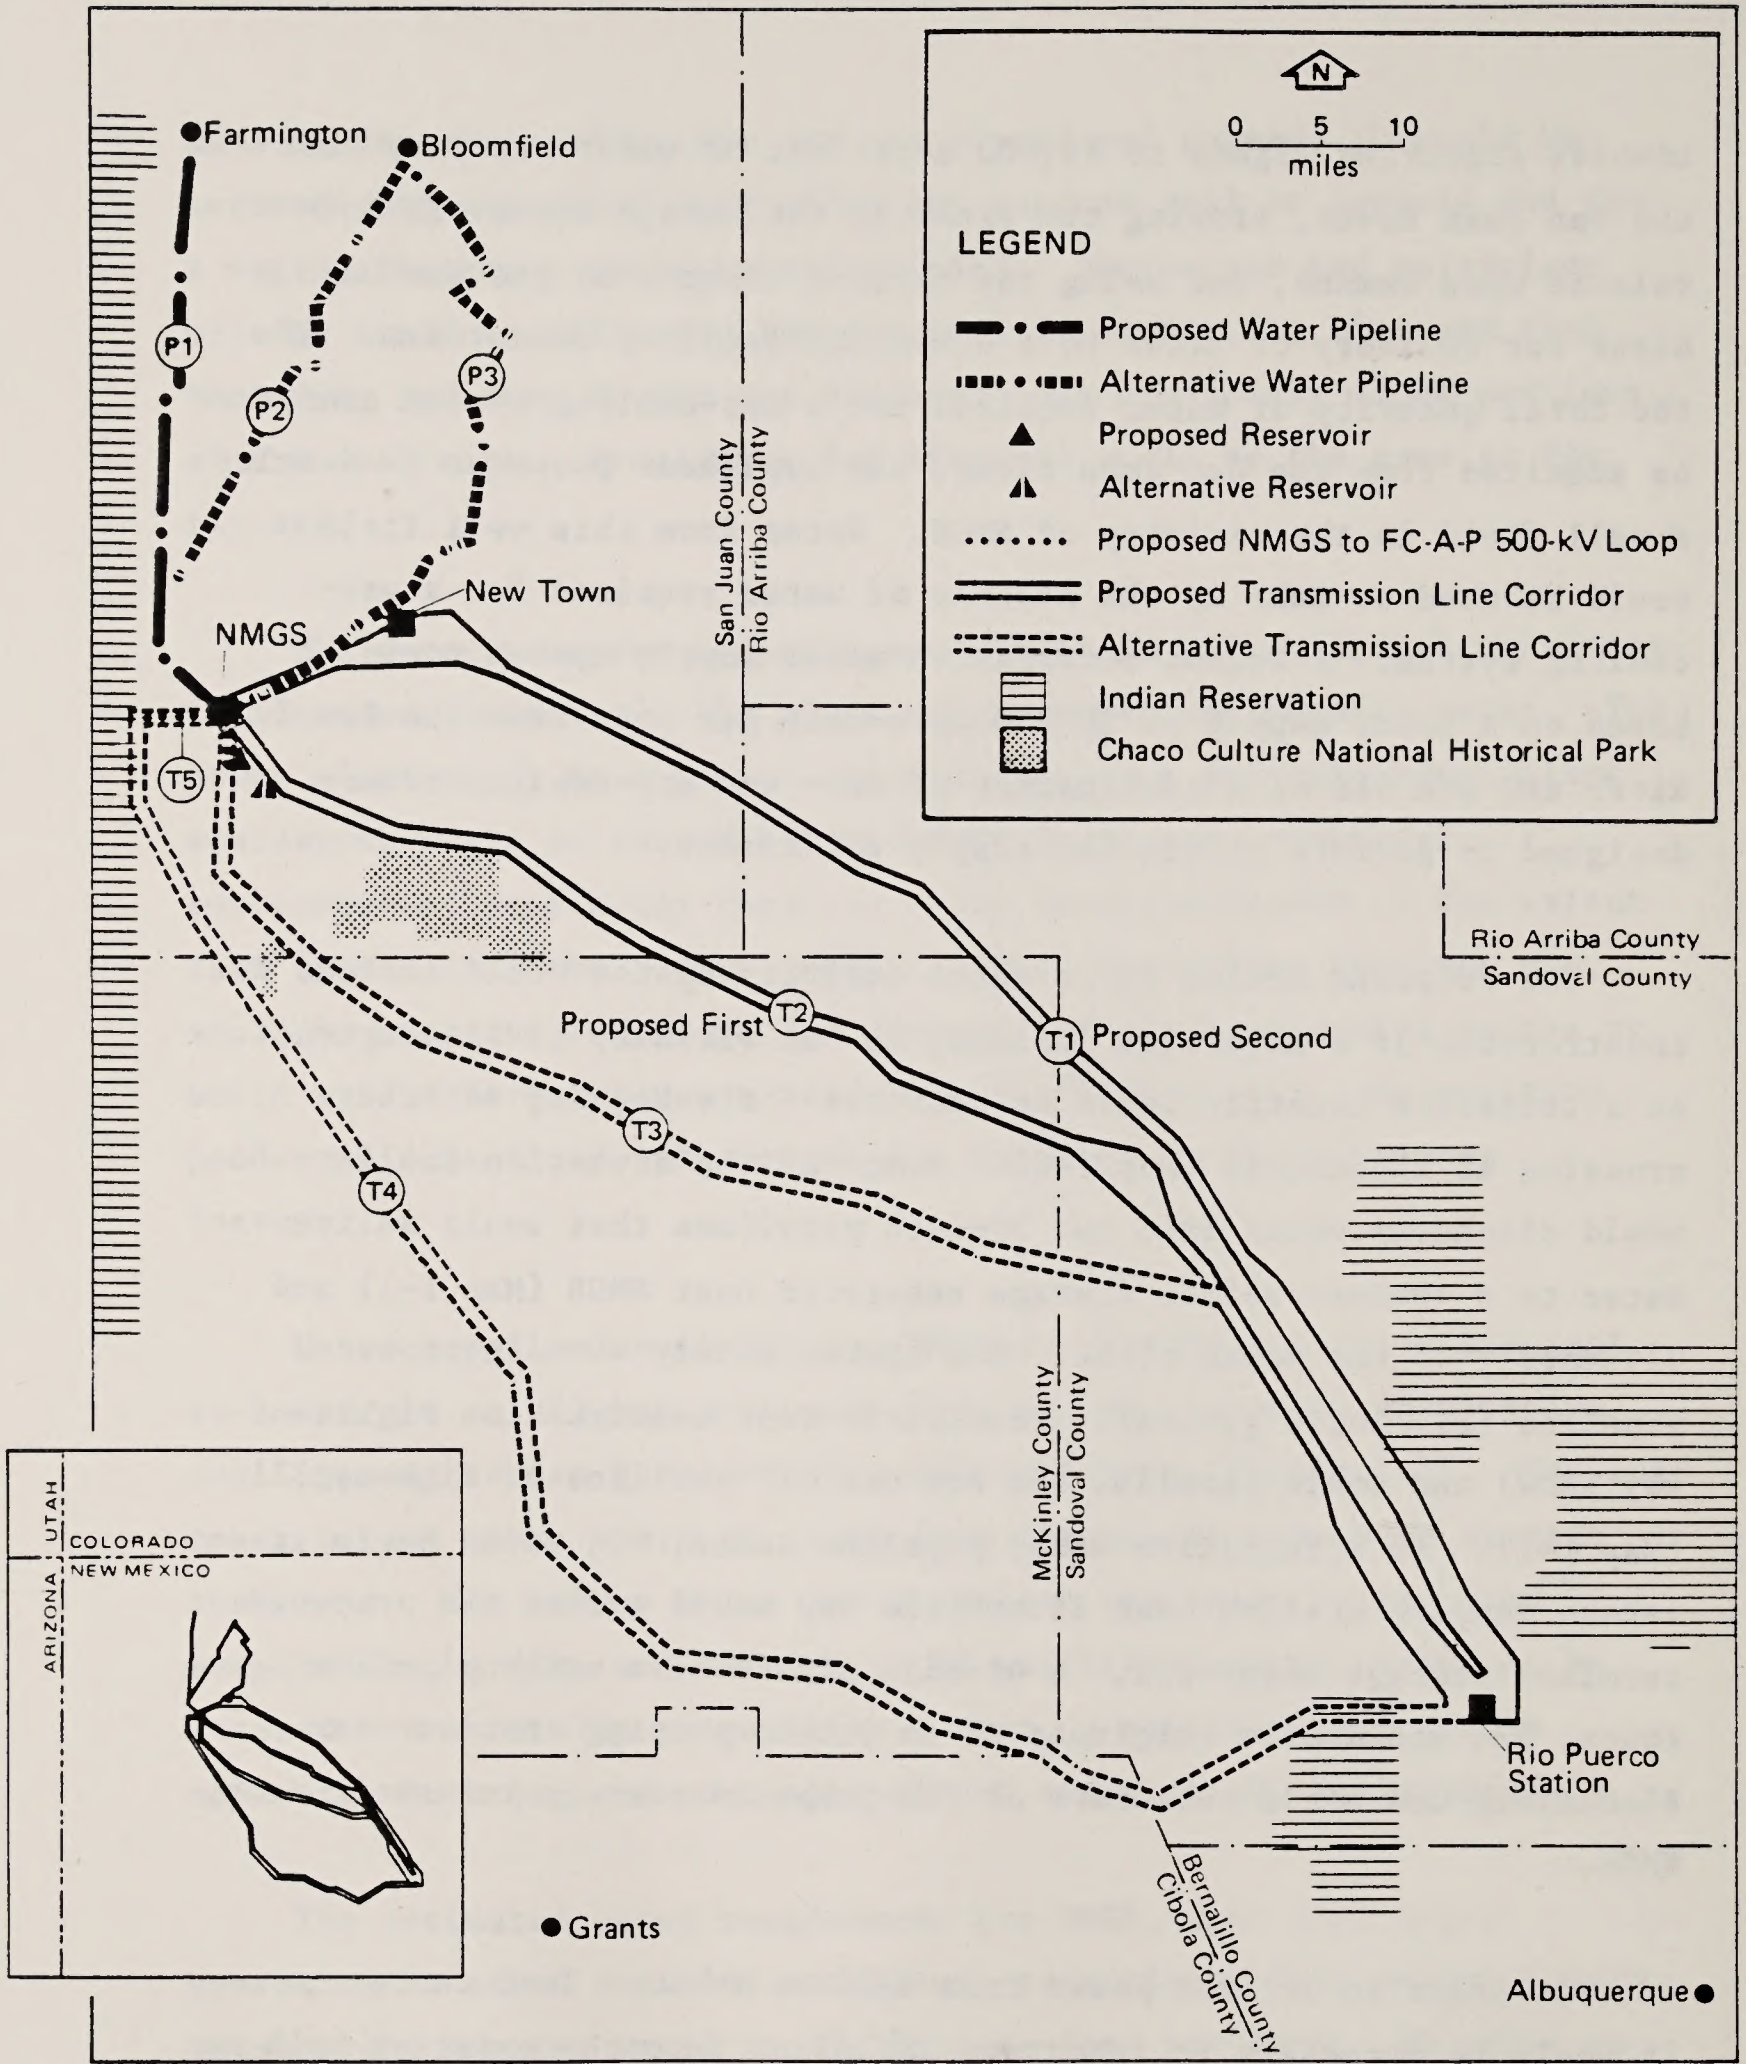 N
0 5 10
miles
LEGEND
Proposed Water Pipeline
Alternative Water Pipeline
Proposed Reservoir
Alternative Reservoir
Proposed NMGS to FC-A-P 500-kV Loop
Proposed Transmission Line Corridor
Alternative Transmission Line Corridor
Indian Reservation
Chaco Culture National Historical Park
Farmington
Bloomfield
P1
P2
P3
San Juan County
Rio Arriba County
New Town
NMGS
T5
Rio Arriba County
Sandoval County
Proposed First
T2
T1
Proposed Second
T3
T4
McKinley County
Sandoval County
UTAH
COLORADO
NEW MEXICO
ARIZONA
Rio Puerco
Station
Bernalillo County
Cibola County
Grants
Albuquerque